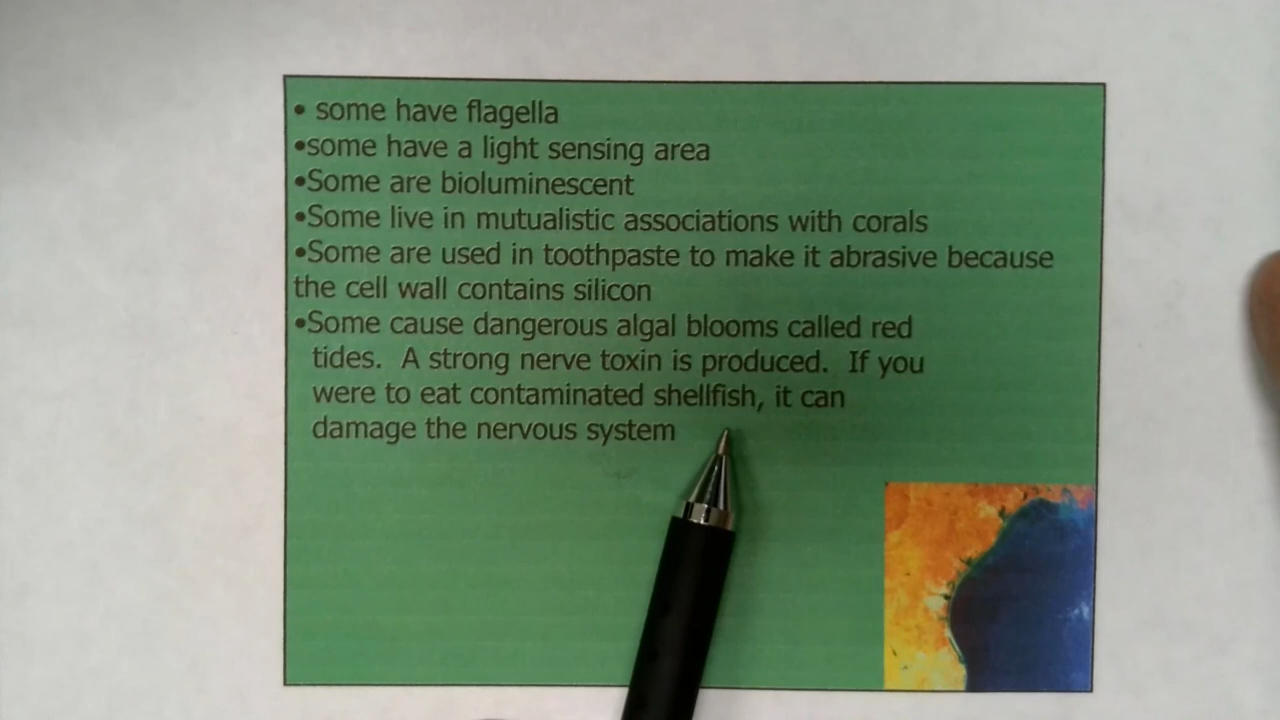 • some have flagella
•some have a light sensing area
•Some are bioluminescent
•Some live in mutualistic associations with corals
•Some are used in toothpaste to make it abrasive because
the cell wall contains silicon
•Some cause dangerous algal blooms called red
tides.  A strong nerve toxin is produced.  If you
were to eat contaminated shellfish, it can
damage the nervous system